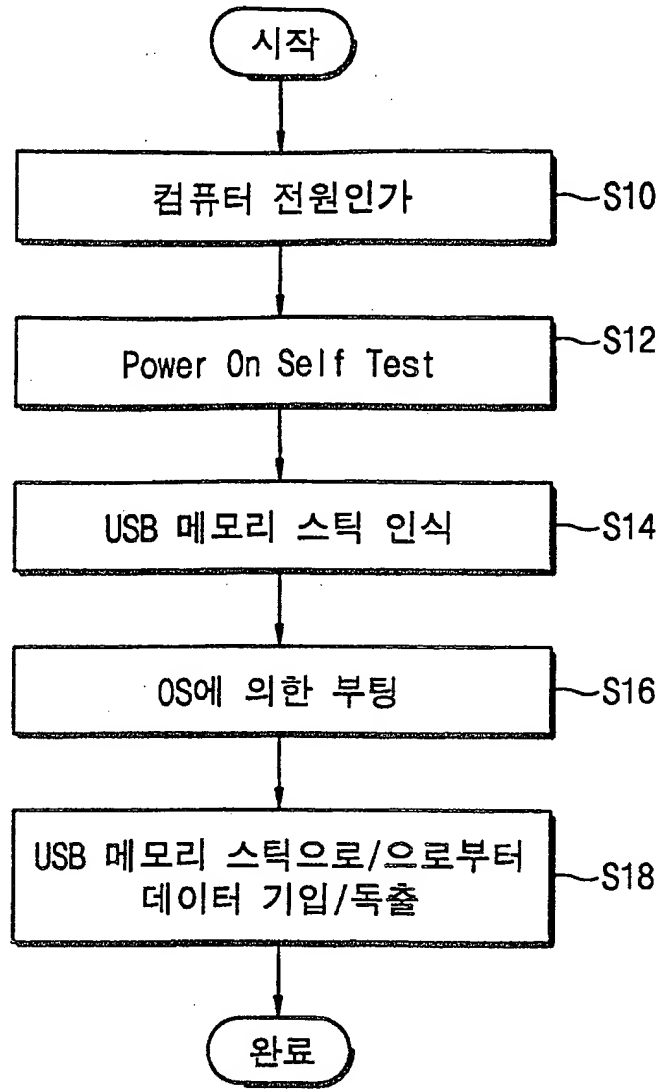 시작
컴퓨터 전원인가
S10
Power On Self Test
S12
USB 메모리 스틱 인식
S14
OS에 의한 부팅
S16
USB 메모리 스틱으로/으로부터
데이터 기입/독출
S18
완료